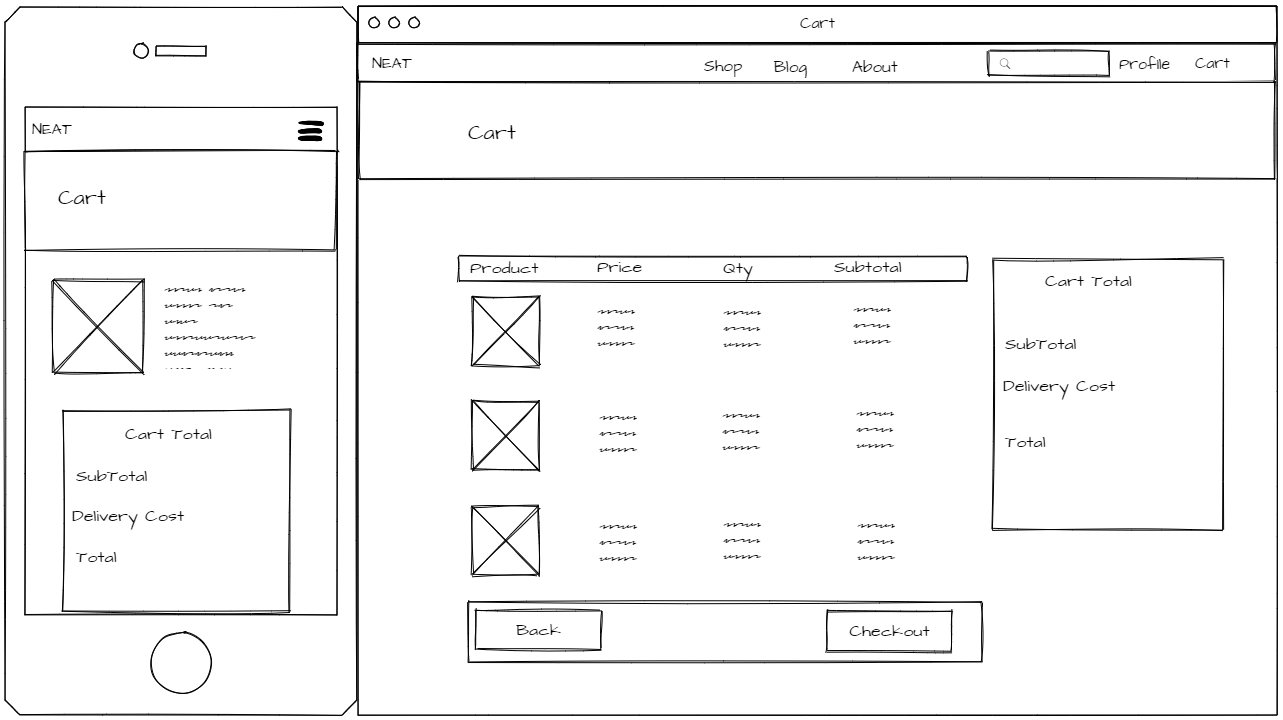 NEAT
Cart
Cart Total
SubTotal
Delivery Cost
Total
Cart
NEAT Shop Blog About Profile Cart
Cart
Product Price Qty Subtotal
Cart Total
SubTotal
Delivery Cost
Total
Back Checkout